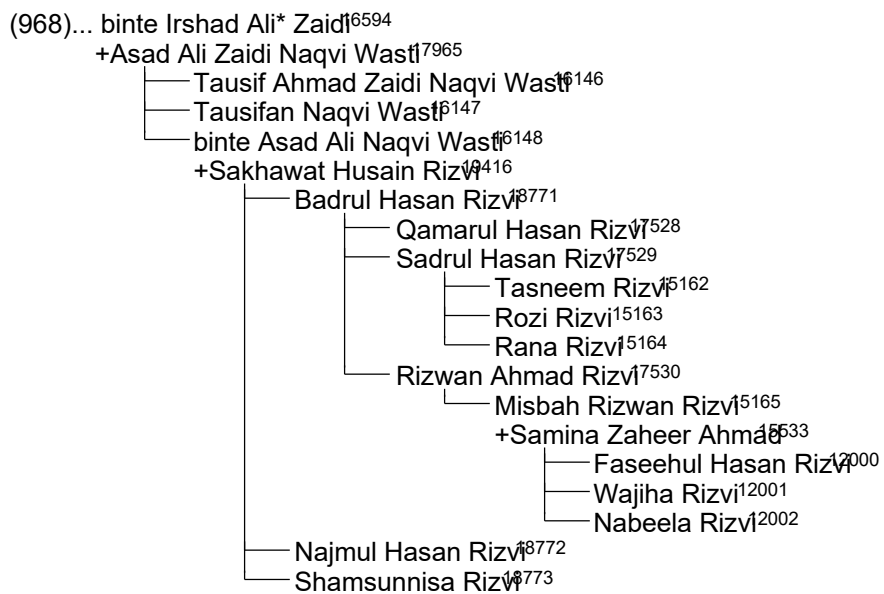 (968)... binte Irshad Ali* Zaidi16594
+Asad Ali Zaidi Naqvi Wasti17965
Tausif Ahmad Zaidi Naqvi Wasti16146
Tausifan Naqvi Wasti16147
binte Asad Ali Naqvi Wasti16148
+Sakhawat Husain Rizvi19416
Badrul Hasan Rizvi18771
Qamarul Hasan Rizvi17528
Sadrul Hasan Rizvi17529
Tasneem Rizvi15162
Rozi Rizvi15163
Rana Rizvi15164
Rizwan Ahmad Rizvi17530
Misbah Rizwan Rizvi15165
+Samina Zaheer Ahmad15533
Faseehul Hasan Rizvi12000
Wajiha Rizvi12001
Nabeela Rizvi12002
Najmul Hasan Rizvi18772
Shamsunnisa Rizvi18773